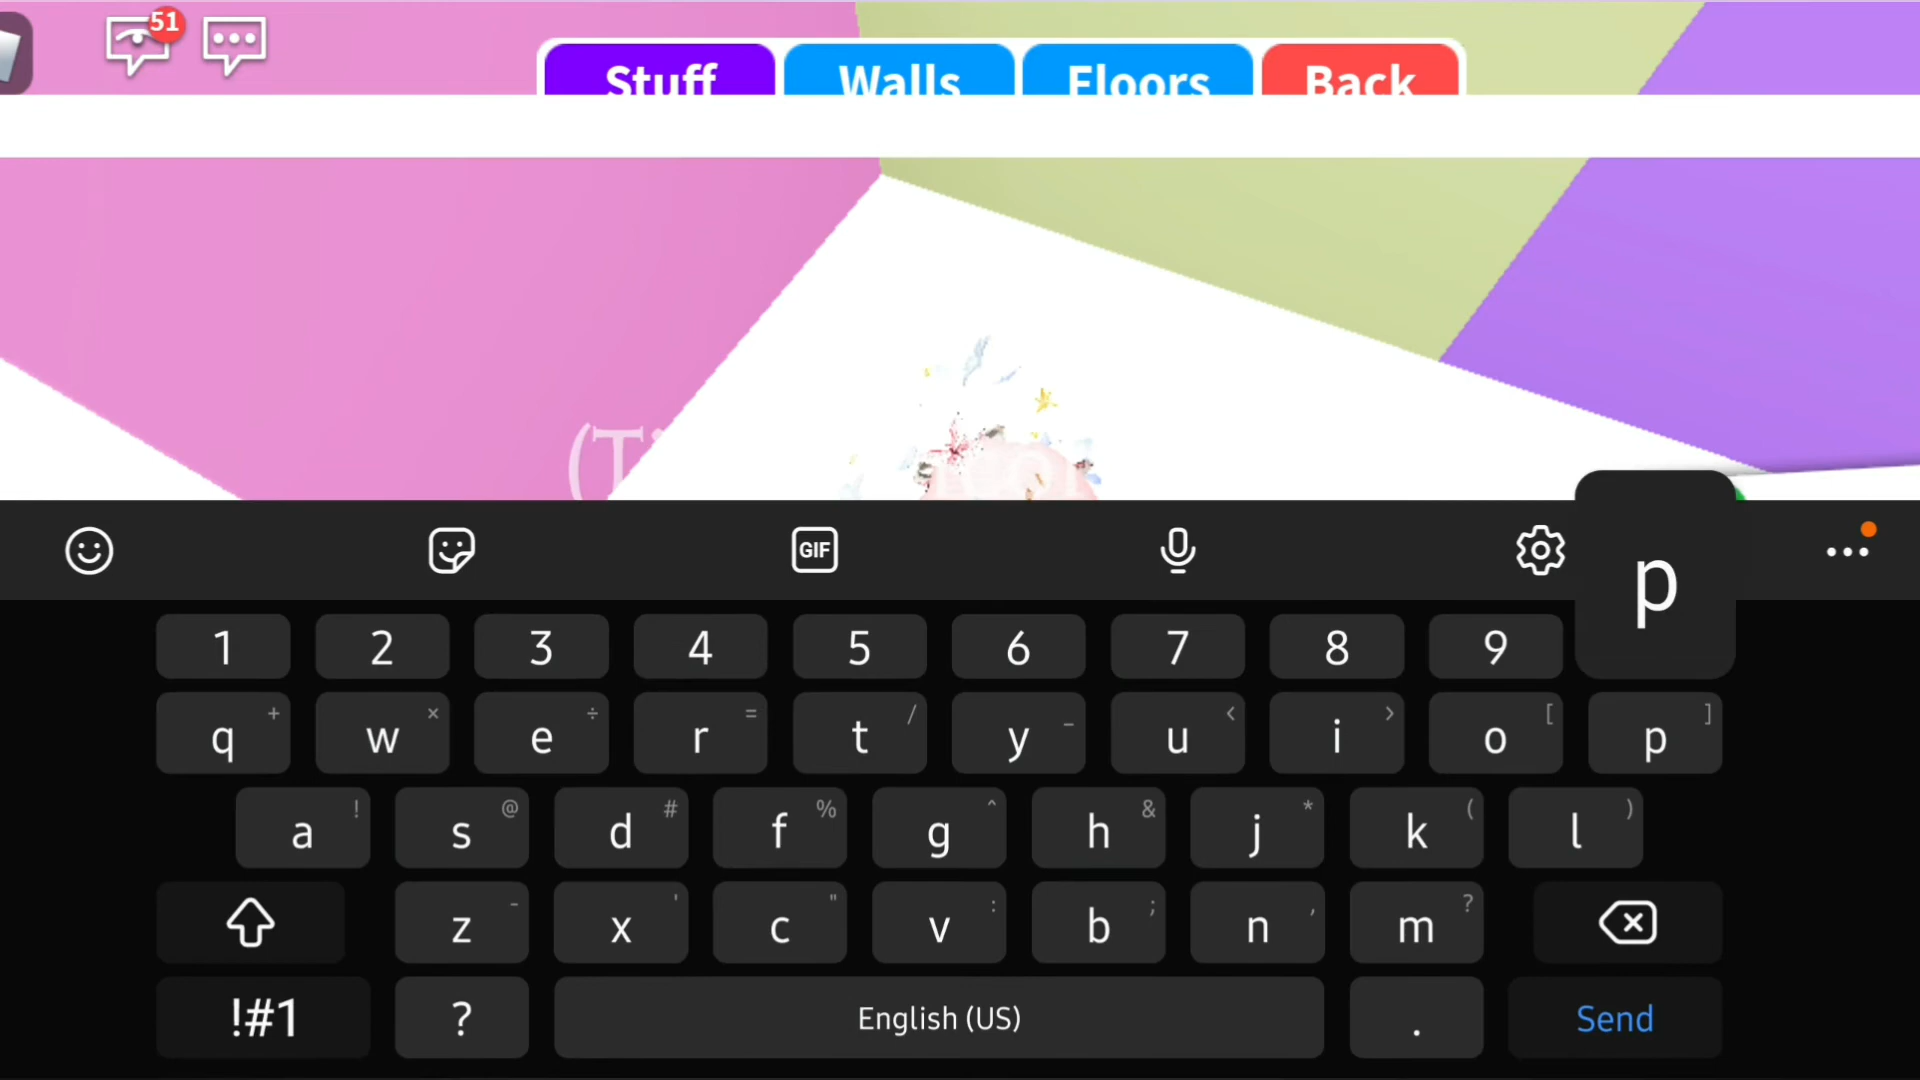 51
Stuff Walls Floors Back
(Ti
GIF
p
1 2 3 4 5 6 7 8 9
+ × ÷ = / _ < > [ ]
q w e r t y u i o p
! @ # % ^ & * ( )
a s d f g h j k l
- ' " : ; , ?
z x c v b n m
!#1 ? English (US) . Send